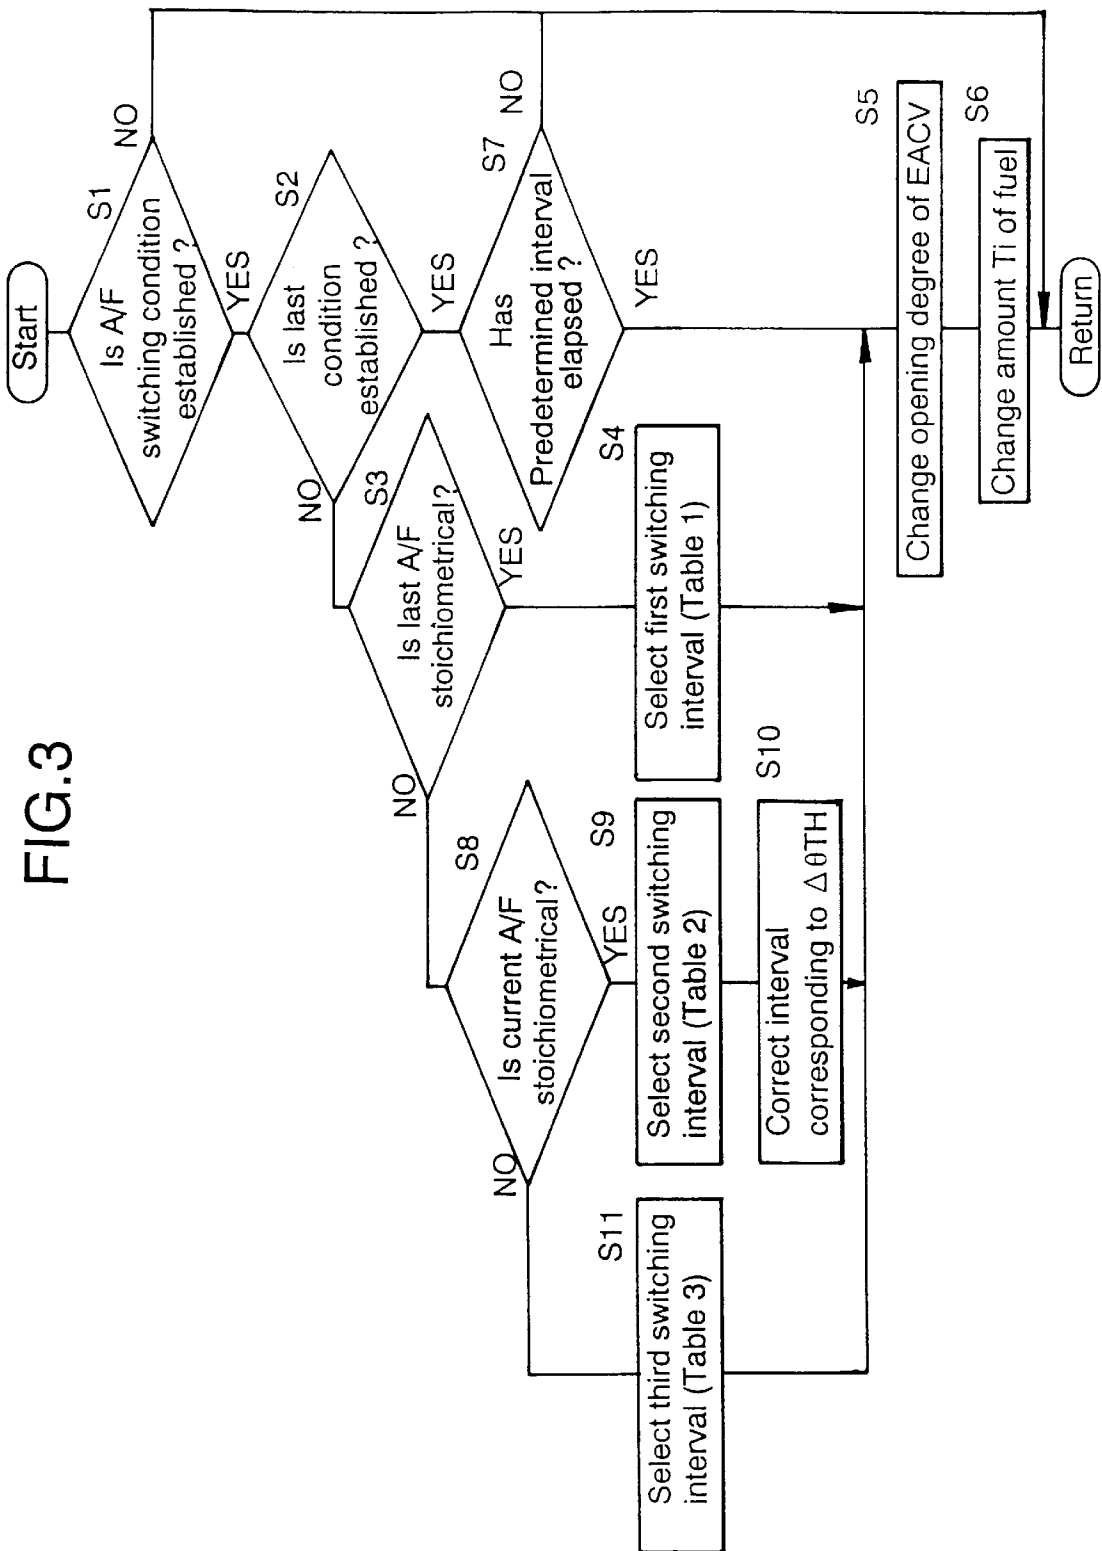 FIG.3
Start
S1
Is A/F
switching condition
established ?
NO
YES
S2
Is last
condition
established ?
NO
YES
S7
Has
Predetermined interval
elapsed ?
NO
YES
S3
Is last A/F
stoichiometrical?
NO
YES
S4
Select first switching
interval (Table 1)
S8
Is current A/F
stoichiometrical?
NO
YES
S9
Select second switching
interval (Table 2)
S10
Correct interval
corresponding to ΔθTH
S11
Select third switching
interval (Table 3)
S5
Change opening degree of EACV
S6
Change amount Ti of fuel
Return